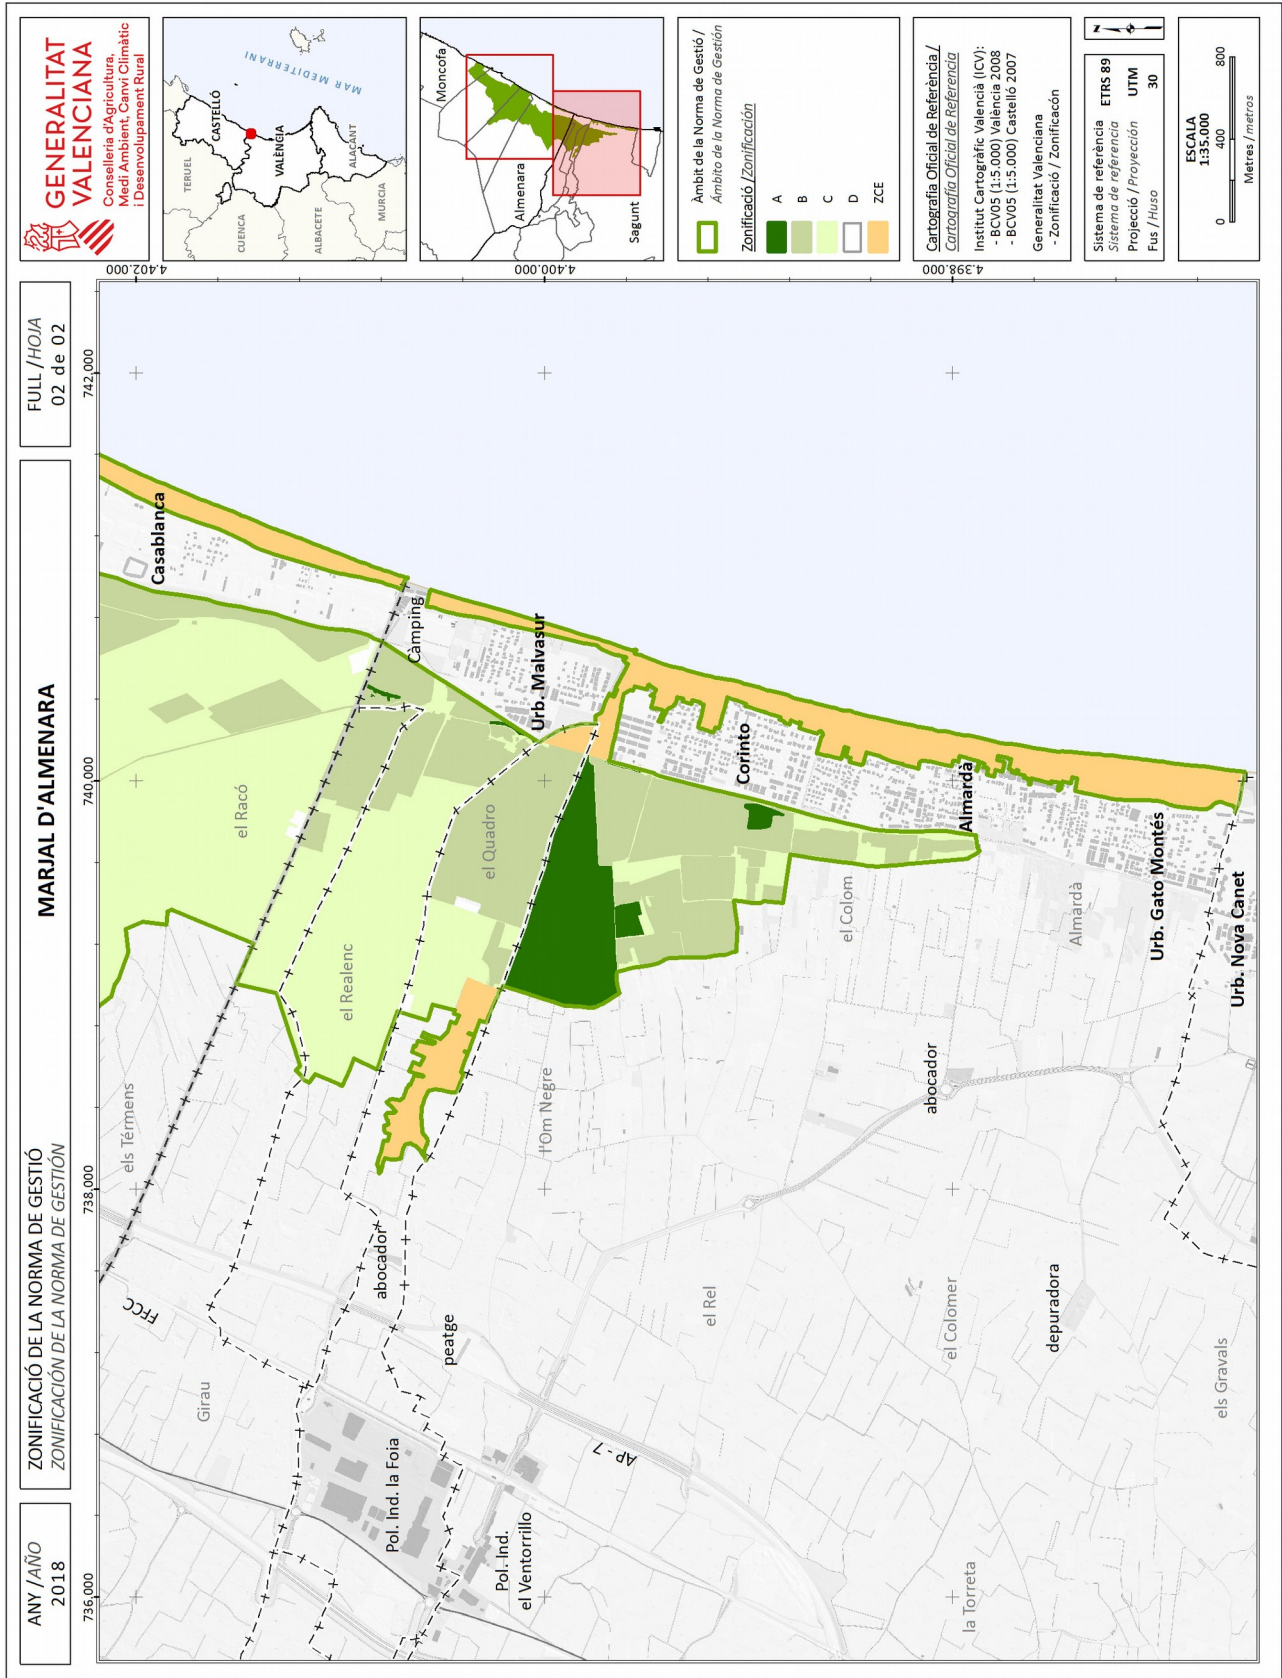 ANY / AÑO
2018
ZONIFICACIÓ DE LA NORMA DE GESTIÓ
ZONIFICACIÓN DE LA NORMA DE GESTIÓN
MARJAL D'ALMENARA
FULL / HOJA
02 de 02
GENERALITAT
VALENCIANA
Conselleria d'Agricultura,
Medi Ambient, Canvi Climàtic
i Desenvolupament Rural
TERUEL
CASTELLÓ
CUENCA
VALÈNCIA
MAR MEDITERRANI
ALBACETE
ALACANT
MURCIA
Moncofa
Almenara
Sagunt
Àmbit de la Norma de Gestió /
Ámbito de la Norma de Gestión
Zonificació /Zonificación
A
B
C
D
ZCE
Cartografia Oficial de Referència /
Cartografía Oficial de Referencia
Institut Cartogràfic Valencià (ICV):
- BCV05 (1:5.000) València 2008
- BCV05 (1:5.000) Castelló 2007
Generalitat Valenciana
- Zonificació / Zonificación
Sistema de referència ETRS 89
Sistema de referencia
Projecció / Proyección UTM
Fus / Huso 30
N
ESCALA
1:35.000
0 400 800
Metres / metros
736.000
738.000
740.000
742.000
4.402.000
4.400.000
4.398.000
FFCC
els Térmens
Casablanca
Girau
el Racó
el Realenc
Càmping
abocador
Pol. Ind. la Foia
peatge
el Quadro
Urb. Malvasur
Pol. Ind.
el Ventorrillo
l'Om Negre
AP-7
el Rel
Corinto
el Colom
abocador
Almardà
la Torreta
el Colomer
depuradora
Almardà
Urb. Gato Montés
els Gravals
Urb. Nova Canet